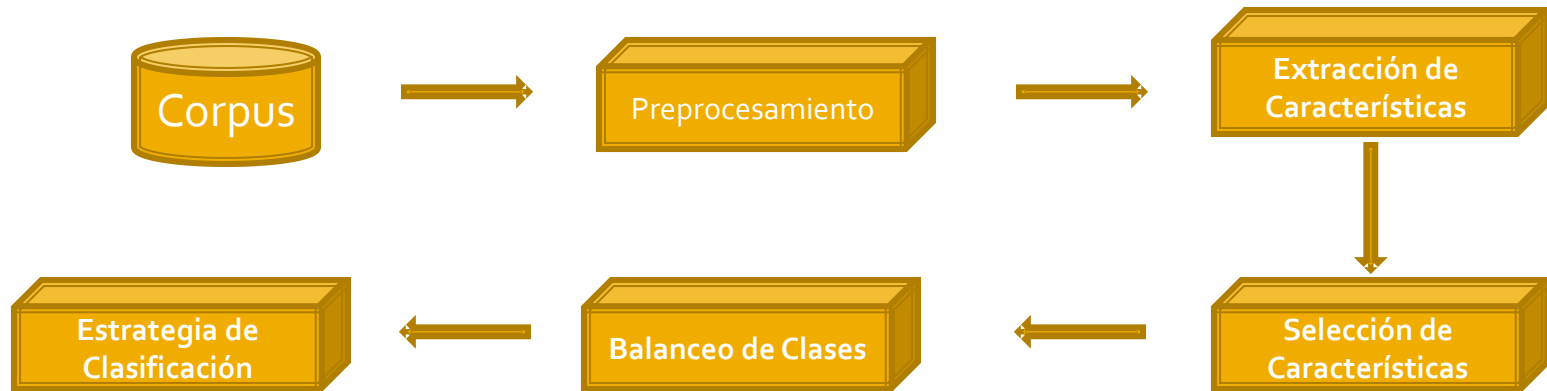 Corpus
Preprocesamiento
Extracción de
Características
Selección de
Características
Balanceo de Clases
Estrategia de
Clasificación